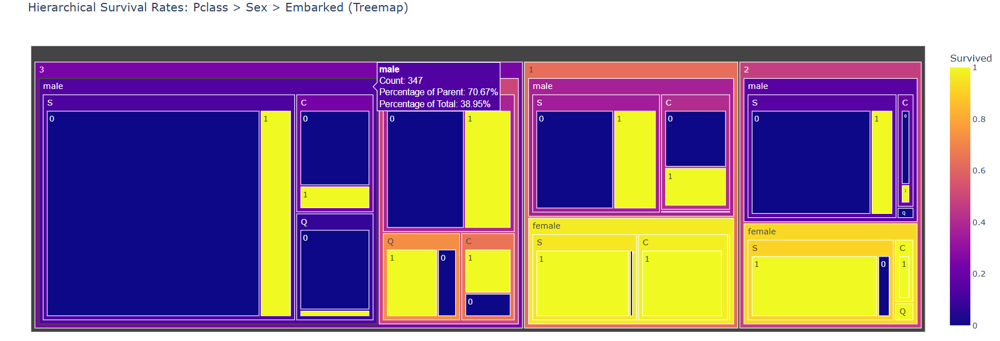 Hierarchical Survival Rates: Pclass > Sex > Embarked (Treemap)
3
male
S
0
1
C
0
1
Q
0
male
Count: 347
Percentage of Parent: 70.67%
Percentage of Total: 38.95%
0
1
Q
1
0
C
1
0
1
male
S
0
1
C
0
1
female
S
1
C
1
2
male
S
0
1
C
0
1
Q
female
S
1
0
C
1
Q
Survived
1
0.8
0.6
0.4
0.2
0